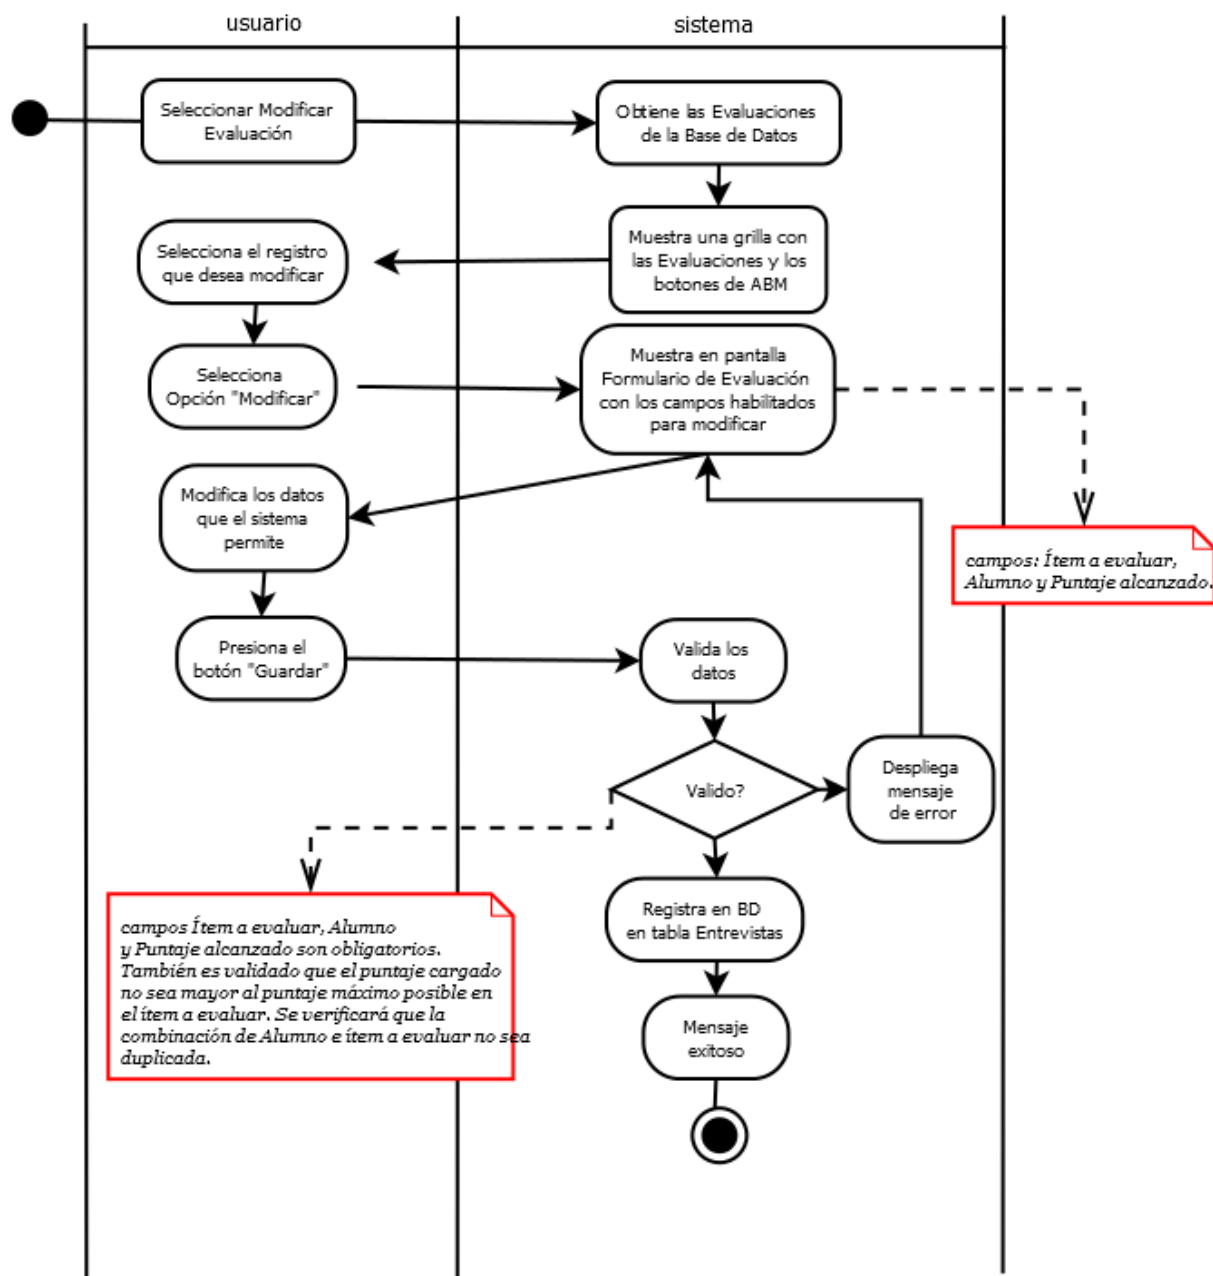 usuario
sistema
Seleccionar Modificar
Evaluación
Obtiene las Evaluaciones
de la Base de Datos
Muestra una grilla con
las Evaluaciones y los
botones de ABM
Selecciona el registro
que desea modificar
Selecciona
Opción "Modificar"
Muestra en pantalla
Formulario de Evaluación
con los campos habilitados
para modificar
Modifica los datos
que el sistema
permite
campos: Ítem a evaluar,
Alumno y Puntaje alcanzado.
Presiona el
botón "Guardar"
Valida los
datos
Valido?
Despliega
mensaje
de error
campos Ítem a evaluar, Alumno
y Puntaje alcanzado son obligatorios.
También es validado que el puntaje cargado
no sea mayor al puntaje máximo posible en
el ítem a evaluar. Se verificará que la
combinación de Alumno e ítem a evaluar no sea
duplicada.
Registra en BD
en tabla Entrevistas
Mensaje
exitoso